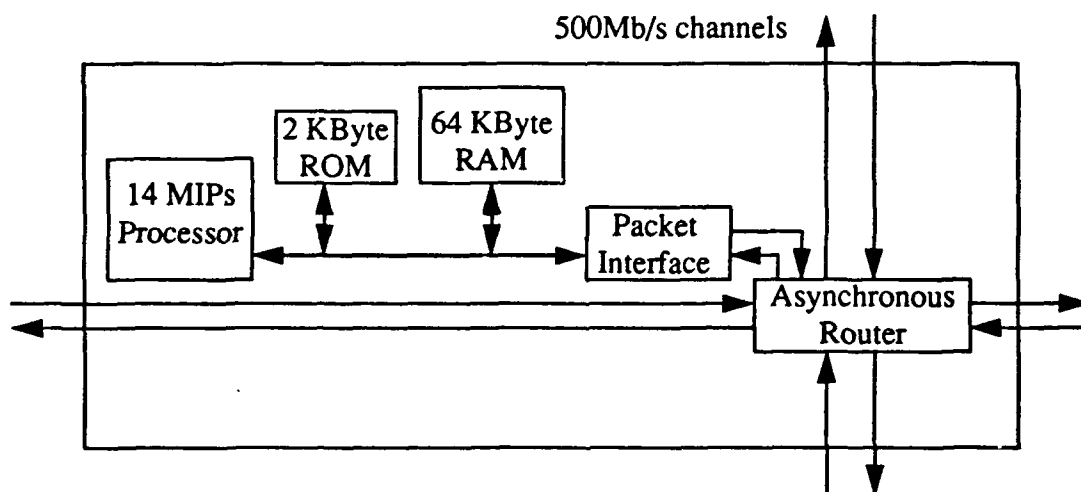 500Mb/s channels
2 KByte
ROM
64 KByte
RAM
14 MIPs
Processor
Packet
Interface
Asynchronous
Router